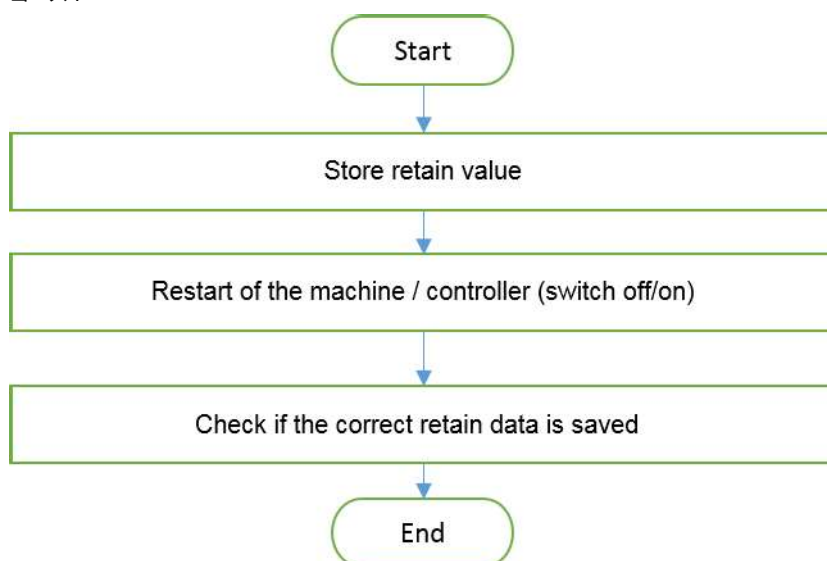 Start
Store retain value
Restart of the machine / controller (switch off/on)
Check if the correct retain data is saved
End